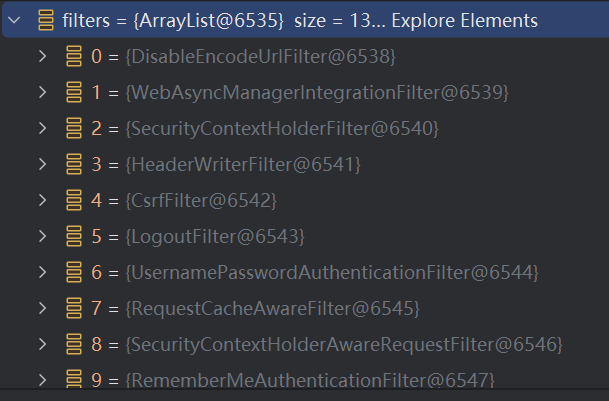 filters = {ArrayList@6535} size = 13... Explore Elements
0 = {DisableEncodeUrlFilter@6538}
1 = {WebAsyncManagerIntegrationFilter@6539}
2 = {SecurityContextHolderFilter@6540}
3 = {HeaderWriterFilter@6541}
4 = {CsrfFilter@6542}
5 = {LogoutFilter@6543}
6 = {UsernamePasswordAuthenticationFilter@6544}
7 = {RequestCacheAwareFilter@6545}
8 = {SecurityContextHolderAwareRequestFilter@6546}
9 = {RememberMeAuthenticationFilter@6547}